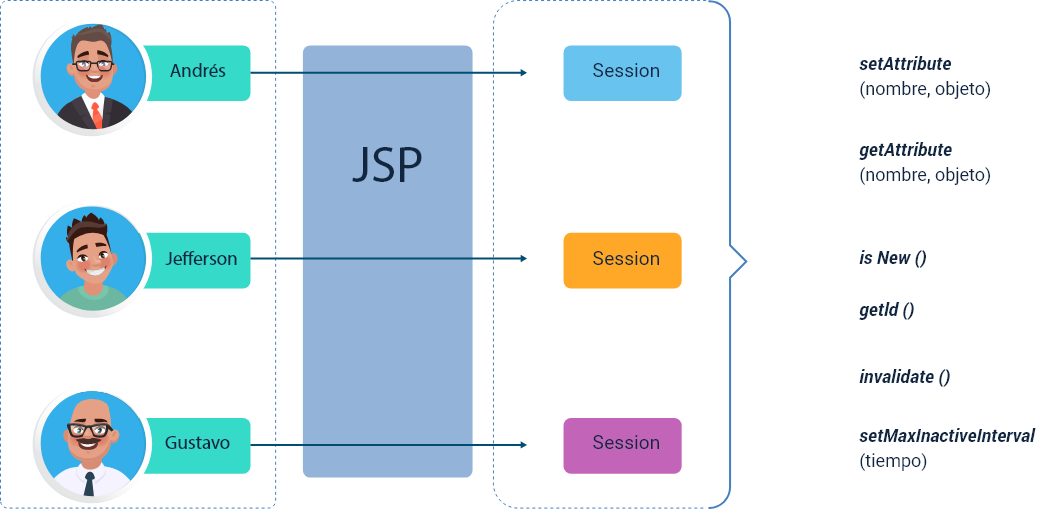 Andrés
Session
setAttribute
(nombre, objeto)
JSP
getAttribute
(nombre, objeto)
Jefferson
Session
is New ()
getId ()
invalidate ()
Gustavo
Session
setMaxInactiveInterval
(tiempo)